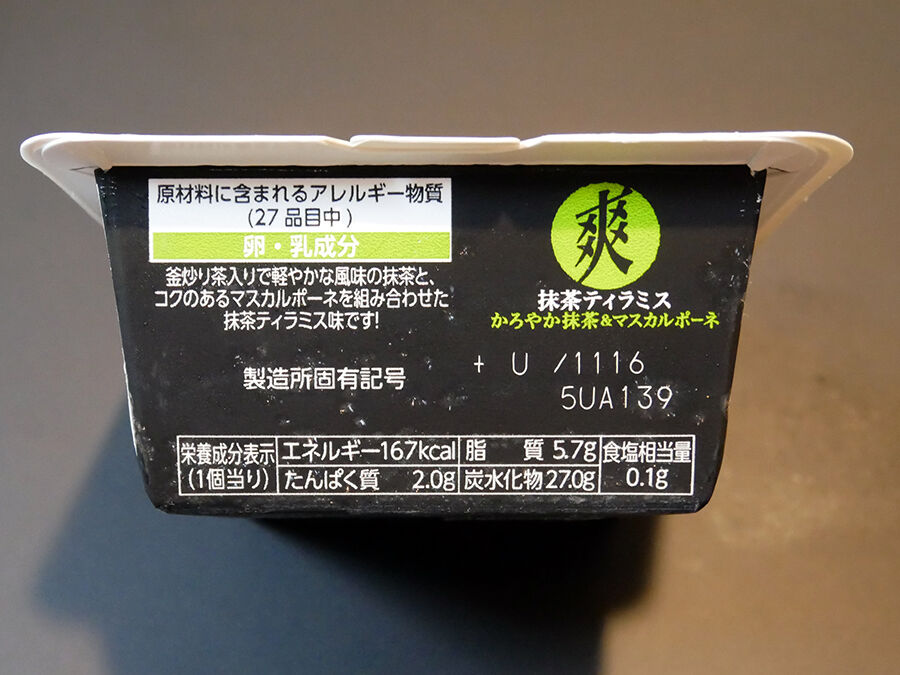 原材料に含まれるアレルギー物質
(27品目中)
卵・乳成分
釜炒り茶入りで軽やかな風味の抹茶と、
コクのあるマスカルポーネを組み合わせた
抹茶ティラミス味です!
爽
抹茶ティラミス
かろやか抹茶&マスカルポーネ
製造所固有記号
+ U /1116
5UA139
栄養成分表示 エネルギー167kcal 脂 質 5.7g 食塩相当量
(1個当り) たんぱく質 2.0g 炭水化物27.0g 0.1g